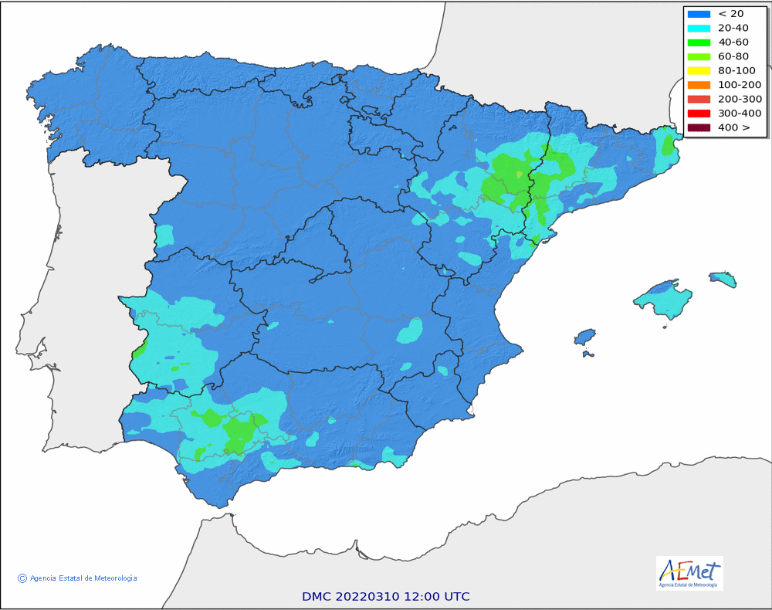 < 20
20-40
40-60
60-80
80-100
100-200
200-300
300-400
400 >
AEMet
Agencia Estatal de Meteorología
© Agencia Estatal de Meteorología
DMC 20220310 12:00 UTC